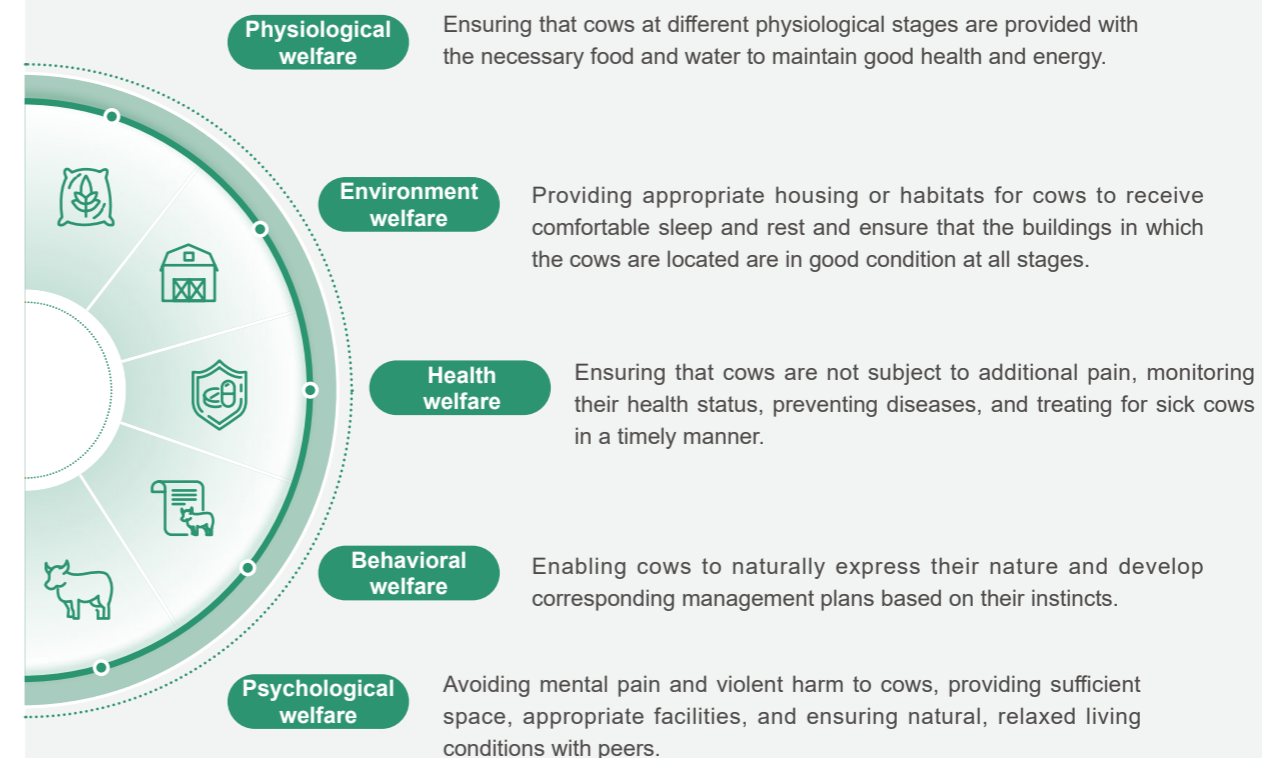 Physiological
welfare
Ensuring that cows at different physiological stages are provided with
the necessary food and water to maintain good health and energy.
Environment
welfare
Providing appropriate housing or habitats for cows to receive
comfortable sleep and rest and ensure that the buildings in which
the cows are located are in good condition at all stages.
Health
welfare
Ensuring that cows are not subject to additional pain, monitoring
their health status, preventing diseases, and treating for sick cows
in a timely manner.
Behavioral
welfare
Enabling cows to naturally express their nature and develop
corresponding management plans based on their instincts.
Psychological
welfare
Avoiding mental pain and violent harm to cows, providing sufficient
space, appropriate facilities, and ensuring natural, relaxed living
conditions with peers.